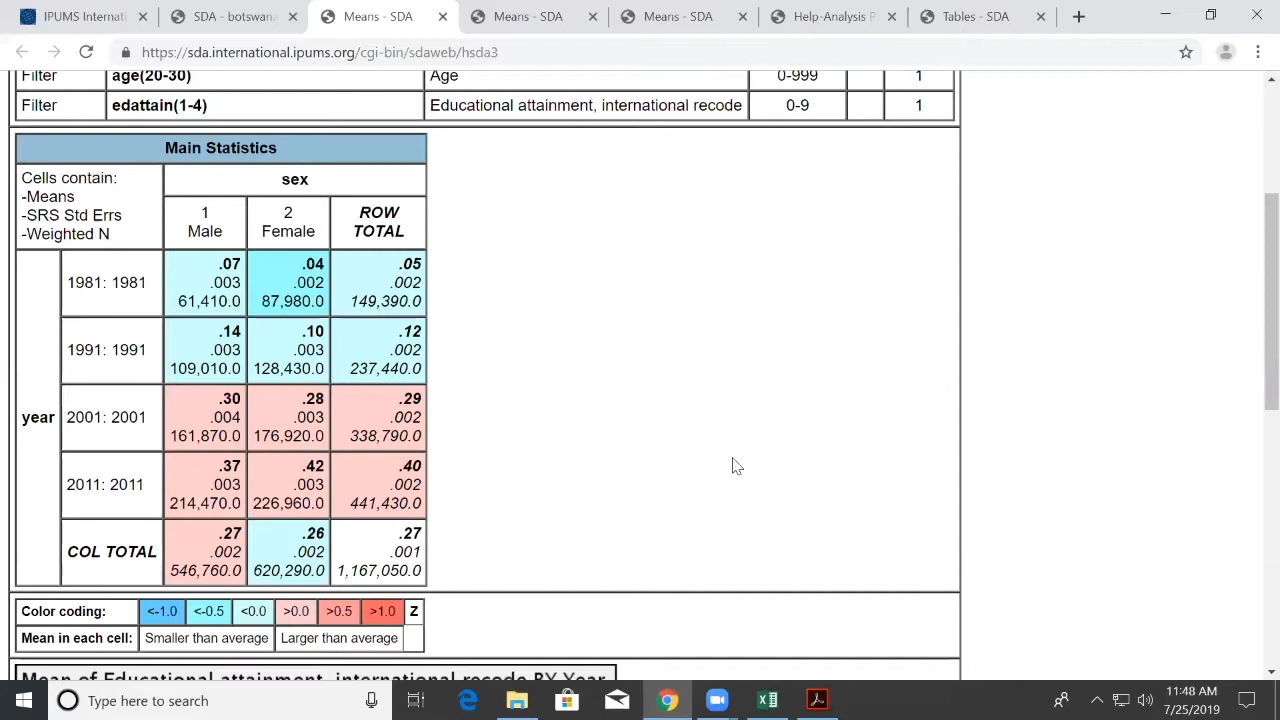 IPUMS Internati
SDA - botswana
Means - SDA
Means - SDA
Means - SDA
Help-Analysis P
Tables - SDA
https://sda.international.ipums.org/cgi-bin/sdaweb/hsda3
Filter age(20-30) Age 0-999 1
Filter edattain(1-4) Educational attainment, international recode 0-9 1
Main Statistics
Cells contain:
-Means
-SRS Std Errs
-Weighted N
sex
1 Male
2 Female
ROW TOTAL
year
1981: 1981
.07 .04 .05
.003 .002 .002
61,410.0 87,980.0 149,390.0
1991: 1991
.14 .10 .12
.003 .003 .002
109,010.0 128,430.0 237,440.0
2001: 2001
.30 .28 .29
.004 .003 .002
161,870.0 176,920.0 338,790.0
2011: 2011
.37 .42 .40
.003 .003 .002
214,470.0 226,960.0 441,430.0
COL TOTAL
.27 .26 .27
.002 .002 .001
546,760.0 620,290.0 1,167,050.0
Color coding: <-1.0 <-0.5 <0.0 >0.0 >0.5 >1.0 Z
Mean in each cell: Smaller than average Larger than average
Mean of Educational attainment, international recode BY Year
Type here to search
11:48 AM
7/25/2019